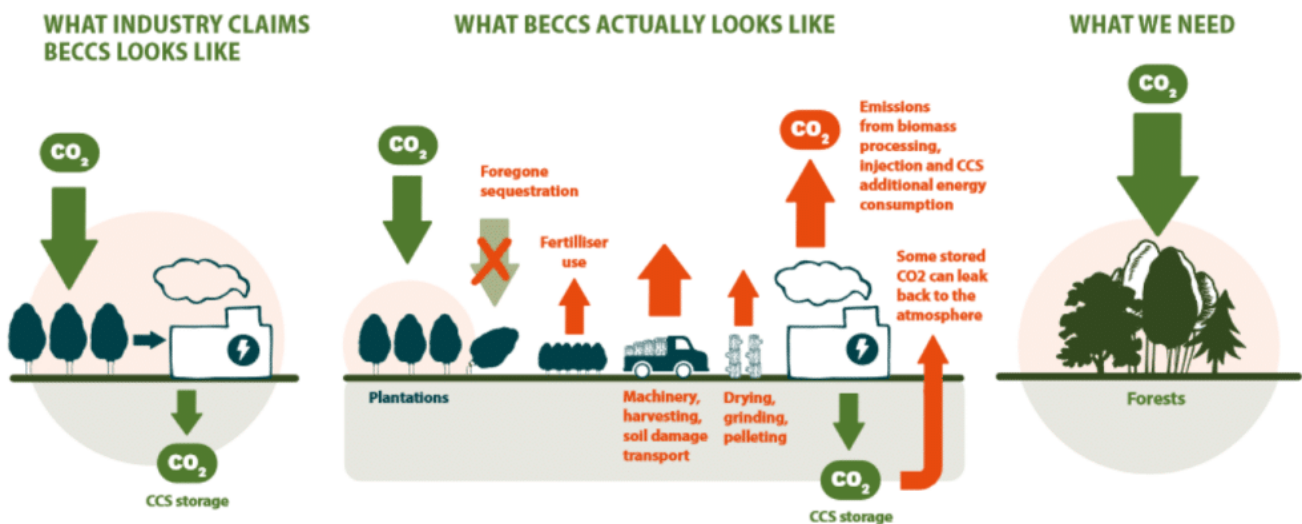 WHAT INDUSTRY CLAIMS
BECCS LOOKS LIKE
CO₂
CO₂
CCS storage
WHAT BECCS ACTUALLY LOOKS LIKE
CO₂
Foregone
sequestration
Fertilliser
use
CO₂
Emissions
from biomass
processing,
injection and CCS
additional energy
consumption
Some stored
CO2 can leak
back to the
atmosphere
Plantations
Machinery,
harvesting,
soil damage
transport
Drying,
grinding,
pelleting
CO₂
CCS storage
WHAT WE NEED
CO₂
Forests